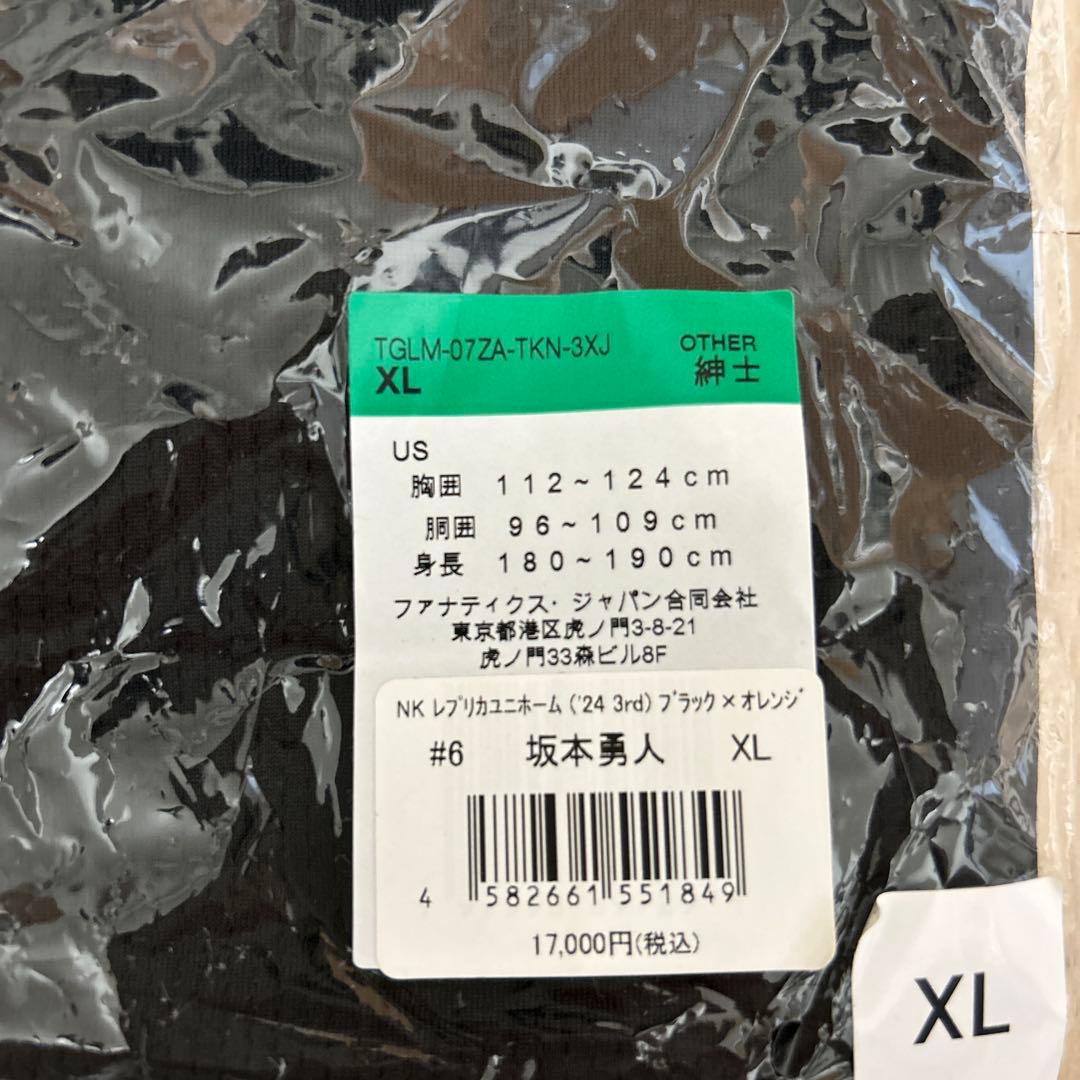 TGLM-07ZA-TKN-3XJ OTHER
XL 紳士
US
胸囲 112~124cm
胴囲 96~109cm
身長 180~190cm
ファナティクス・ジャパン合同会社
東京都港区虎ノ門3-8-21
虎ノ門33森ビル8F
NK レプリカユニホーム ('24 3rd) ブラック×オレンジ
#6 坂本勇人 XL
4 582661 551849
17,000円(税込)
XL